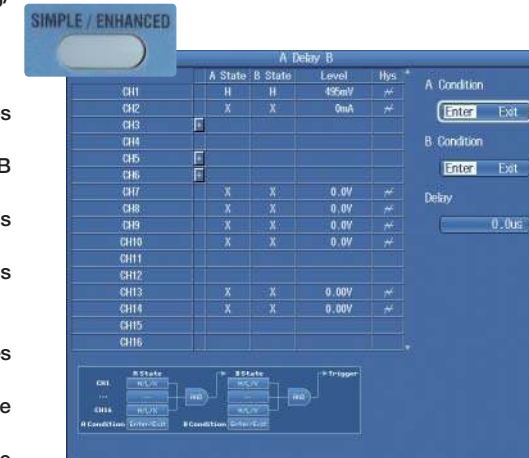 SIMPLE / ENHANCED
A Delay B
A State B State Level Hys
CH1 H H 495mV
CH2 X X 0mA
CH3
CH4
CH5
CH6
CH7 X X 0.0V
CH8 X X 0.0V
CH9 X X 0.0V
CH10 X X 0.0V
CH11
CH12
CH13 X X 0.00V
CH14 X X 0.00V
CH15
CH16
A Condition
Enter Exit
B Condition
Enter Exit
Delay
0.0us
A State B State Trigger
CH1 H/L/X H/L/X
... ... AND ... AND
CH16 H/L/X H/L/X
A Condition Enter/Exit B Condition Enter/Exit
s
B
s
s
s
e